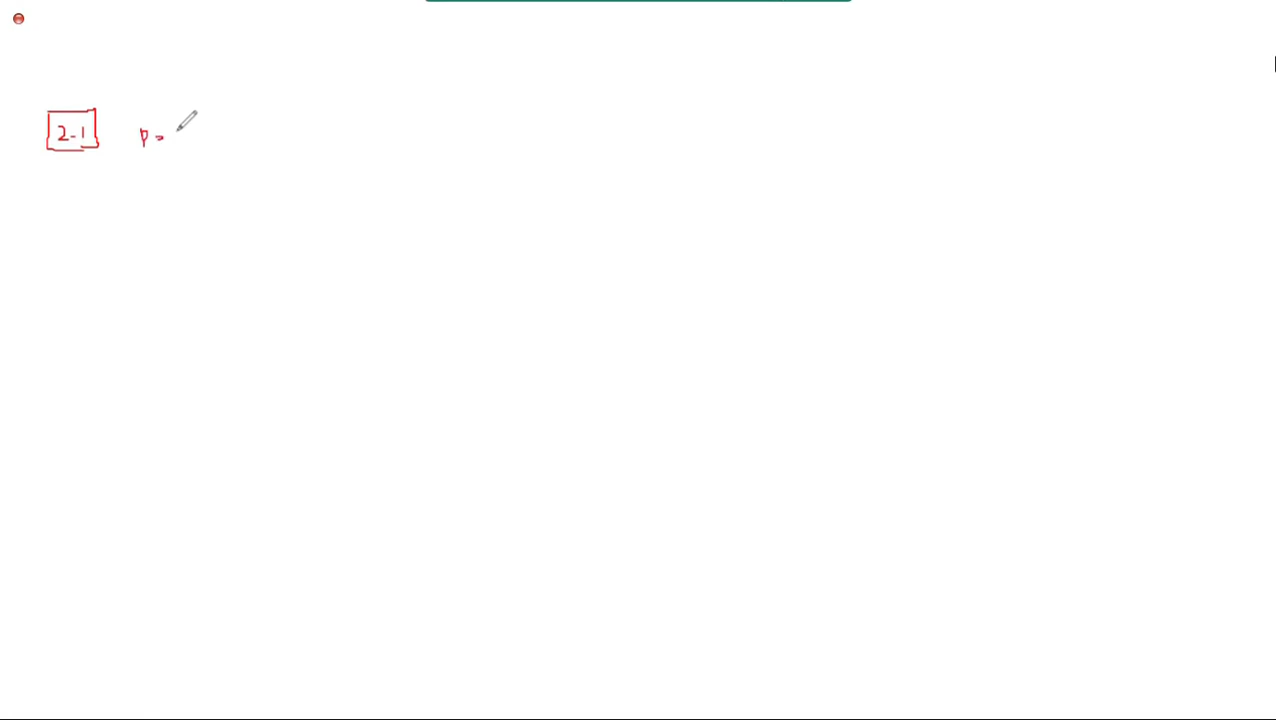 2-1 p =